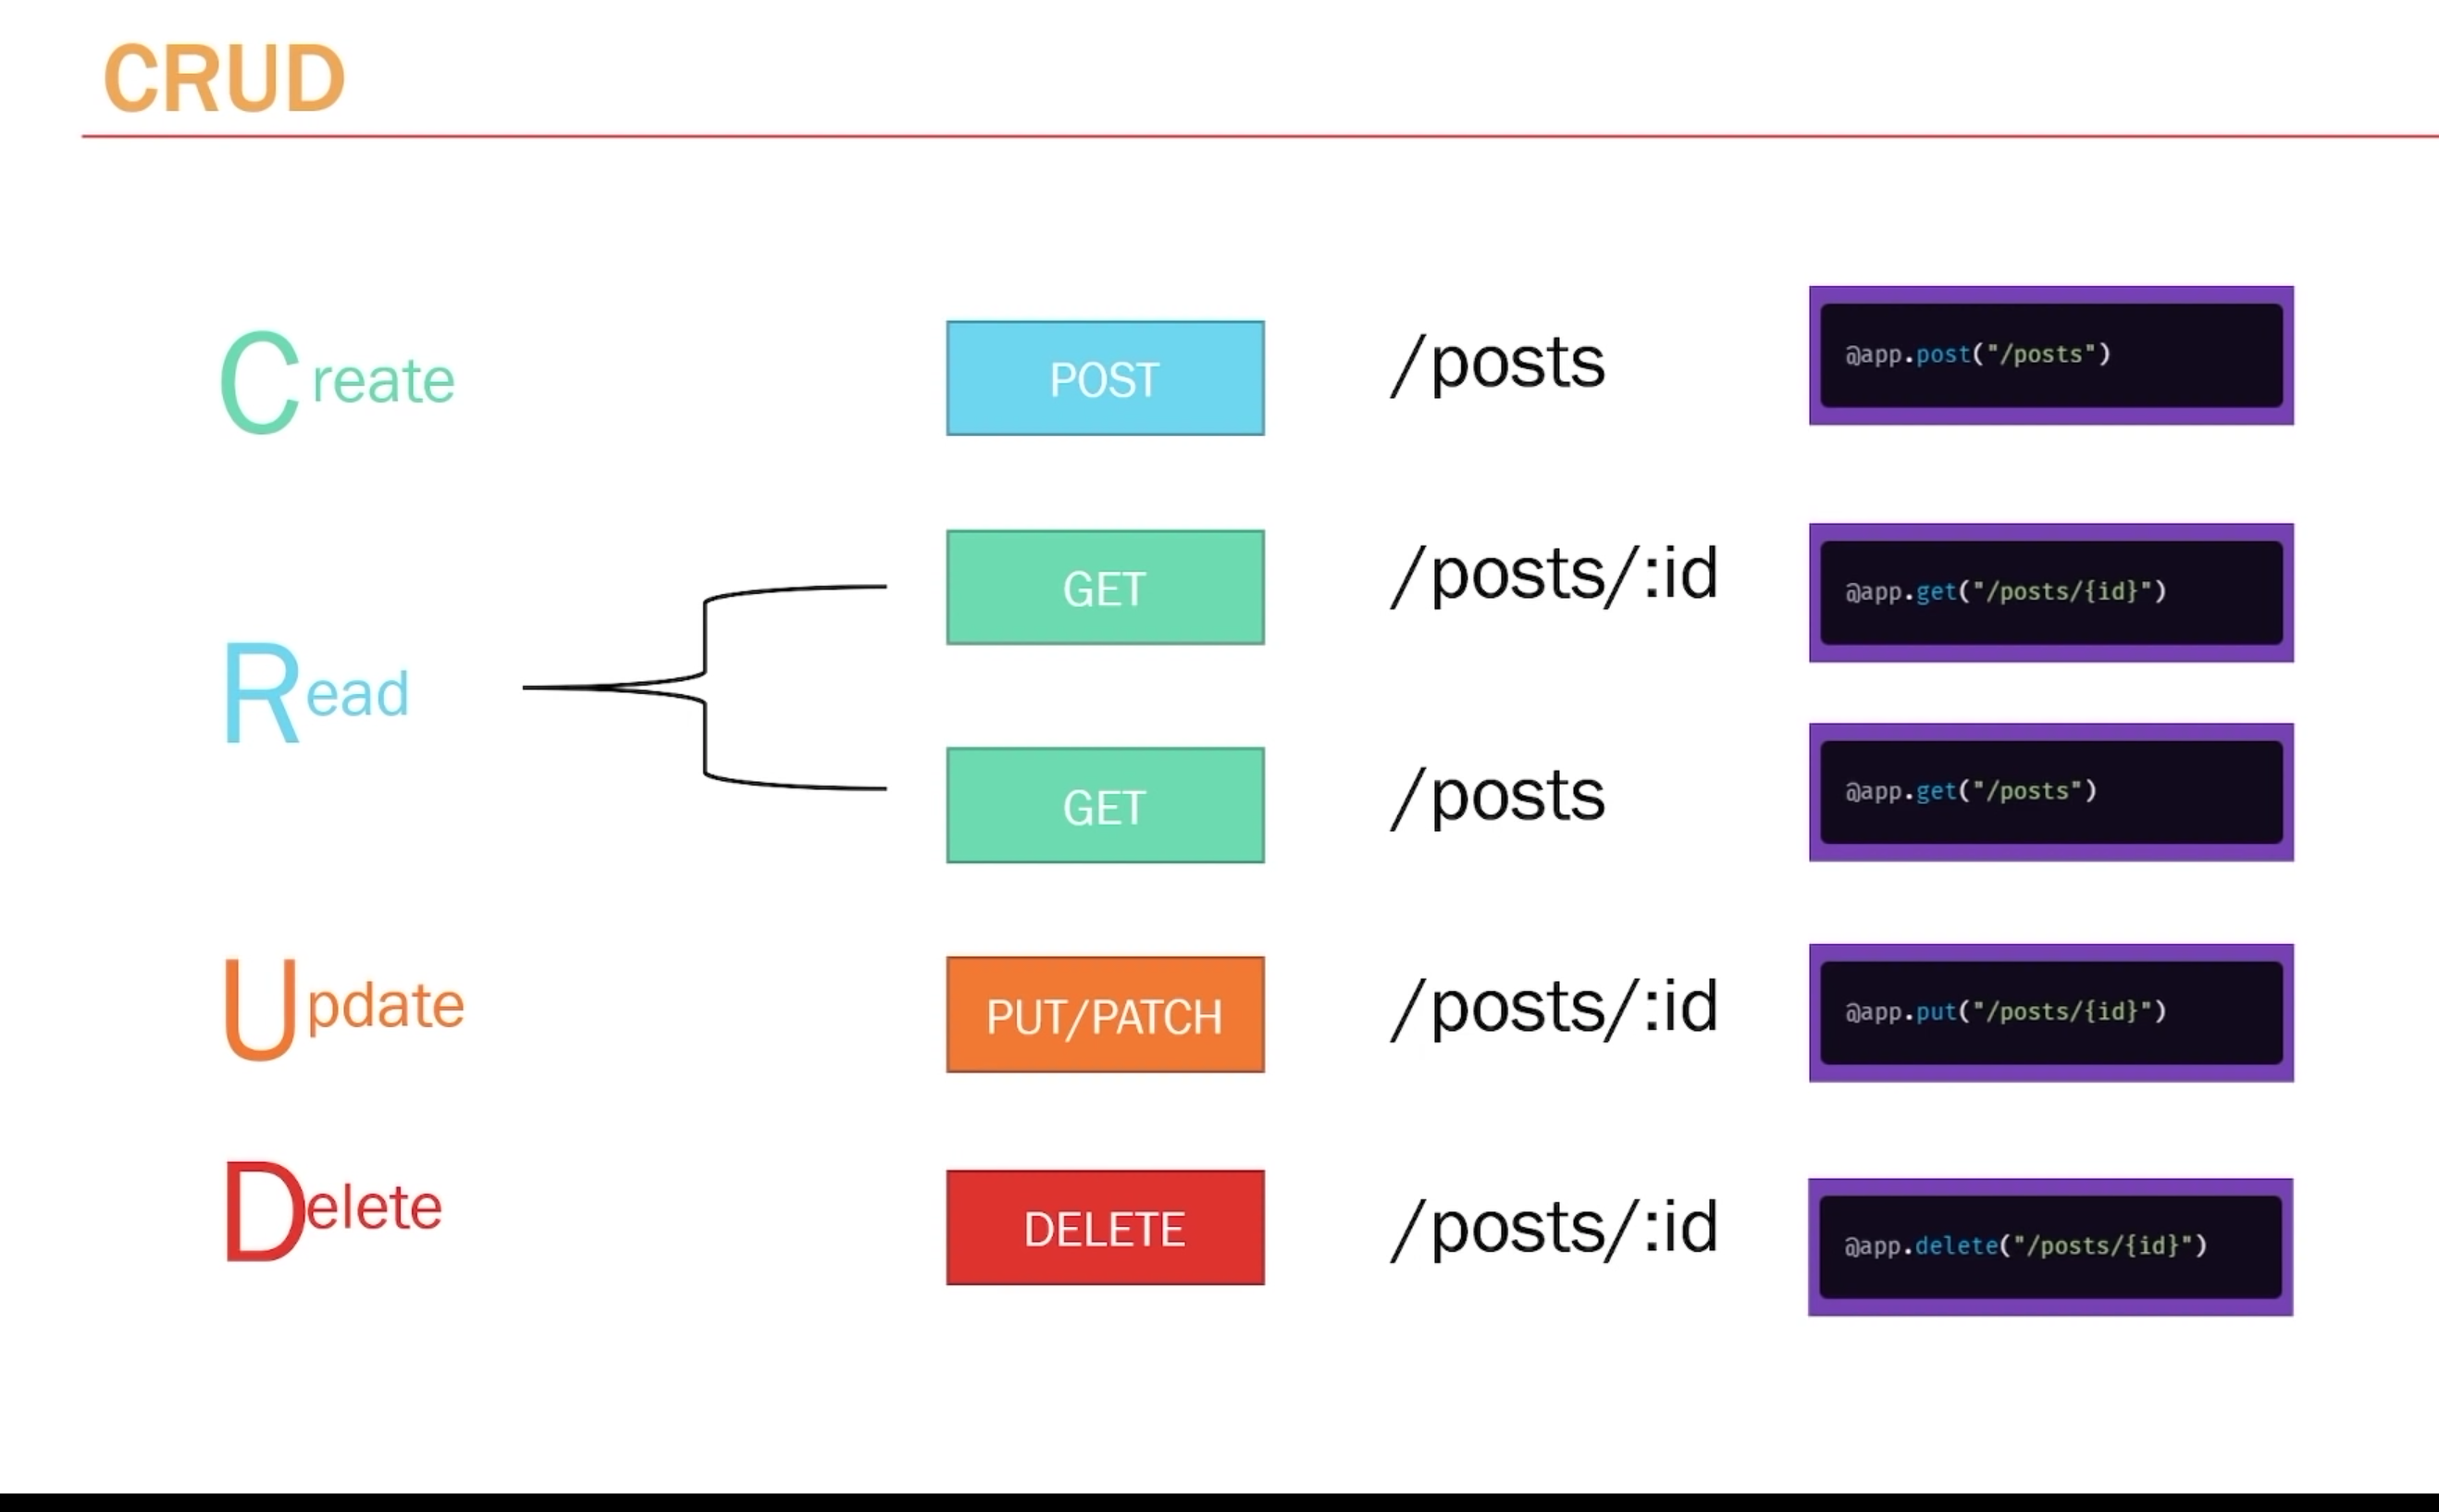 CRUD
Create POST /posts @app.post("/posts")
GET /posts/:id @app.get("/posts/{id}")
Read
GET /posts @app.get("/posts")
Update PUT/PATCH /posts/:id @app.put("/posts/{id}")
Delete DELETE /posts/:id @app.delete("/posts/{id}")